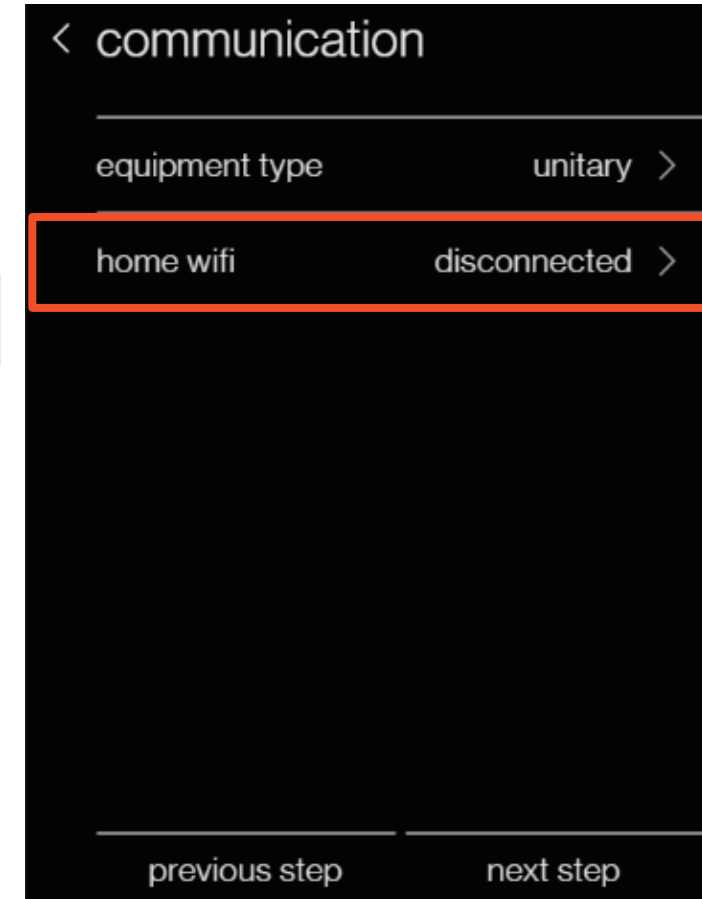 < communication
equipment type unitary >
home wifi disconnected >
previous step next step